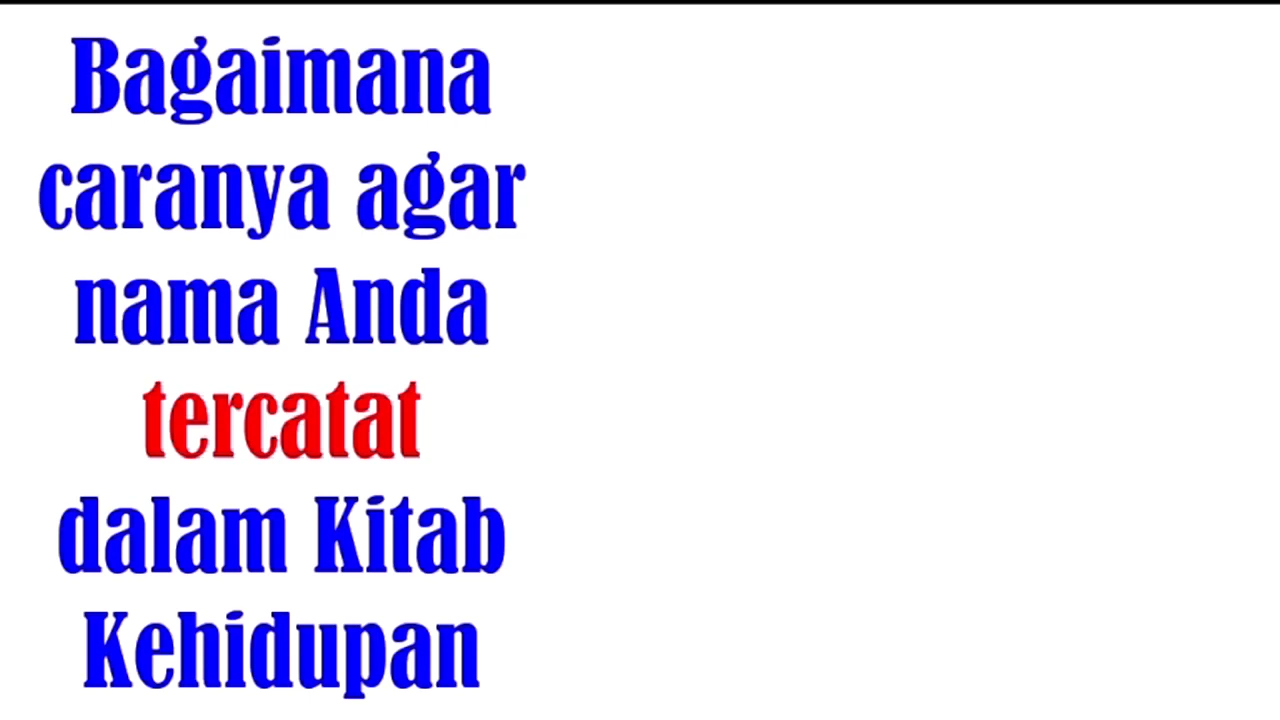 Bagaimana
caranya agar
nama Anda
tercatat
dalam Kitab
Kehidupan